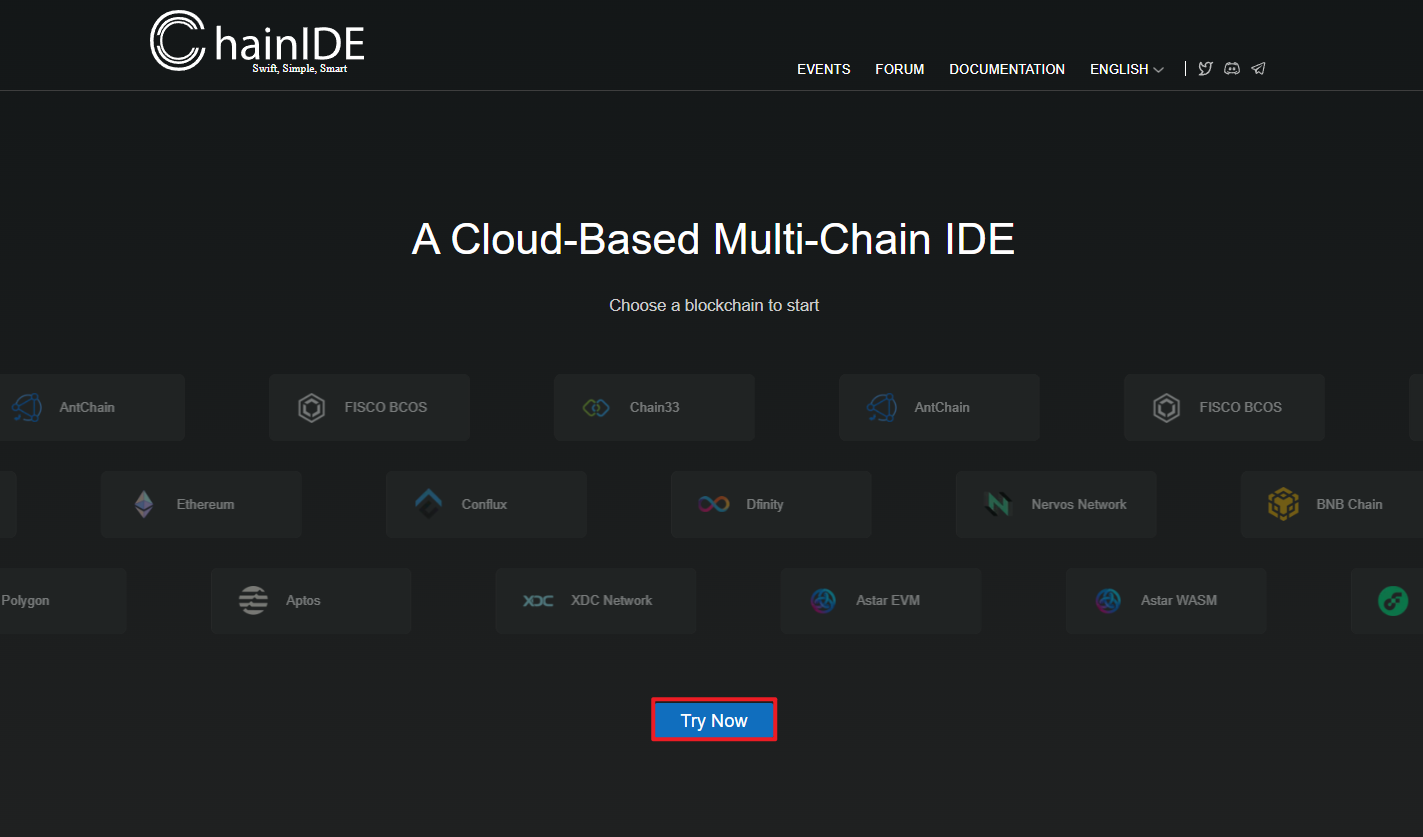 ChainIDE
Swift, Simple, Smart
EVENTS FORUM DOCUMENTATION ENGLISH
A Cloud-Based Multi-Chain IDE
Choose a blockchain to start
AntChain FISCO BCOS Chain33 AntChain FISCO BCOS
Ethereum Conflux Dfinity Nervos Network BNB Chain
Polygon Aptos XDC XDC Network Astar EVM Astar WASM
Try Now